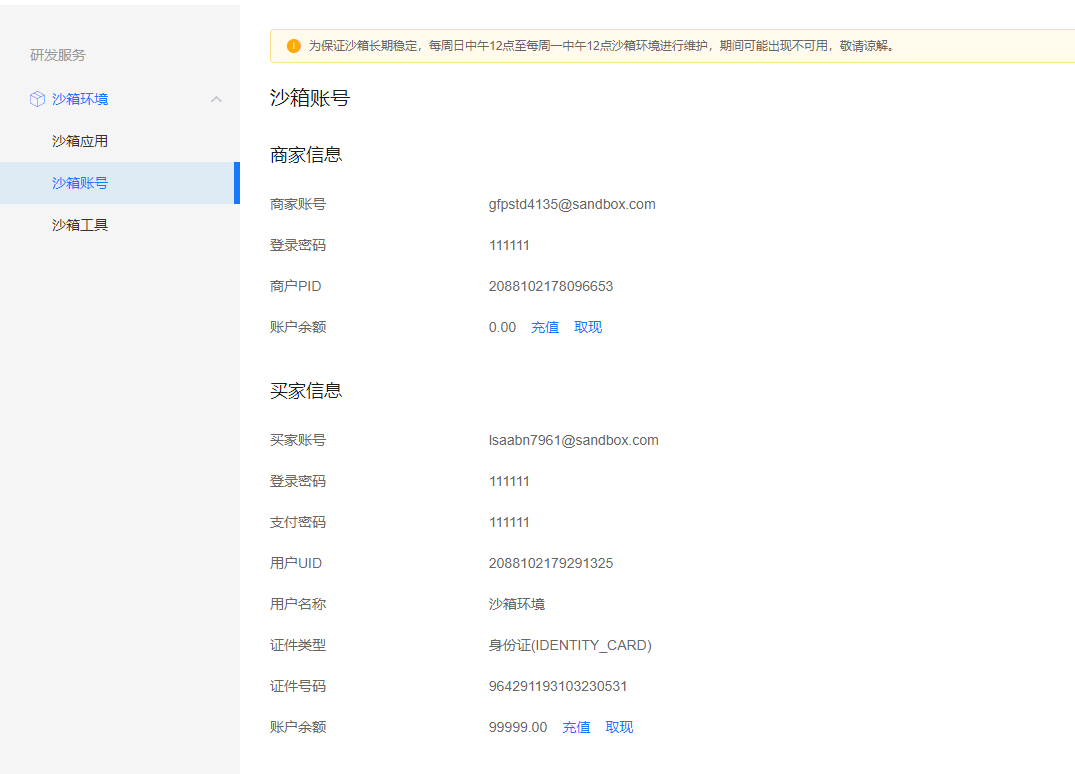 研发服务
沙箱环境
沙箱应用
沙箱账号
沙箱工具
为保证沙箱长期稳定，每周日中午12点至每周一中午12点沙箱环境进行维护，期间可能出现不可用，敬请谅解。
沙箱账号
商家信息
商家账号 gfpstd4135@sandbox.com
登录密码 111111
商户PID 2088102178096653
账户余额 0.00 充值 取现
买家信息
买家账号 lsaabn7961@sandbox.com
登录密码 111111
支付密码 111111
用户UID 2088102179291325
用户名称 沙箱环境
证件类型 身份证(IDENTITY_CARD)
证件号码 964291193103230531
账户余额 99999.00 充值 取现